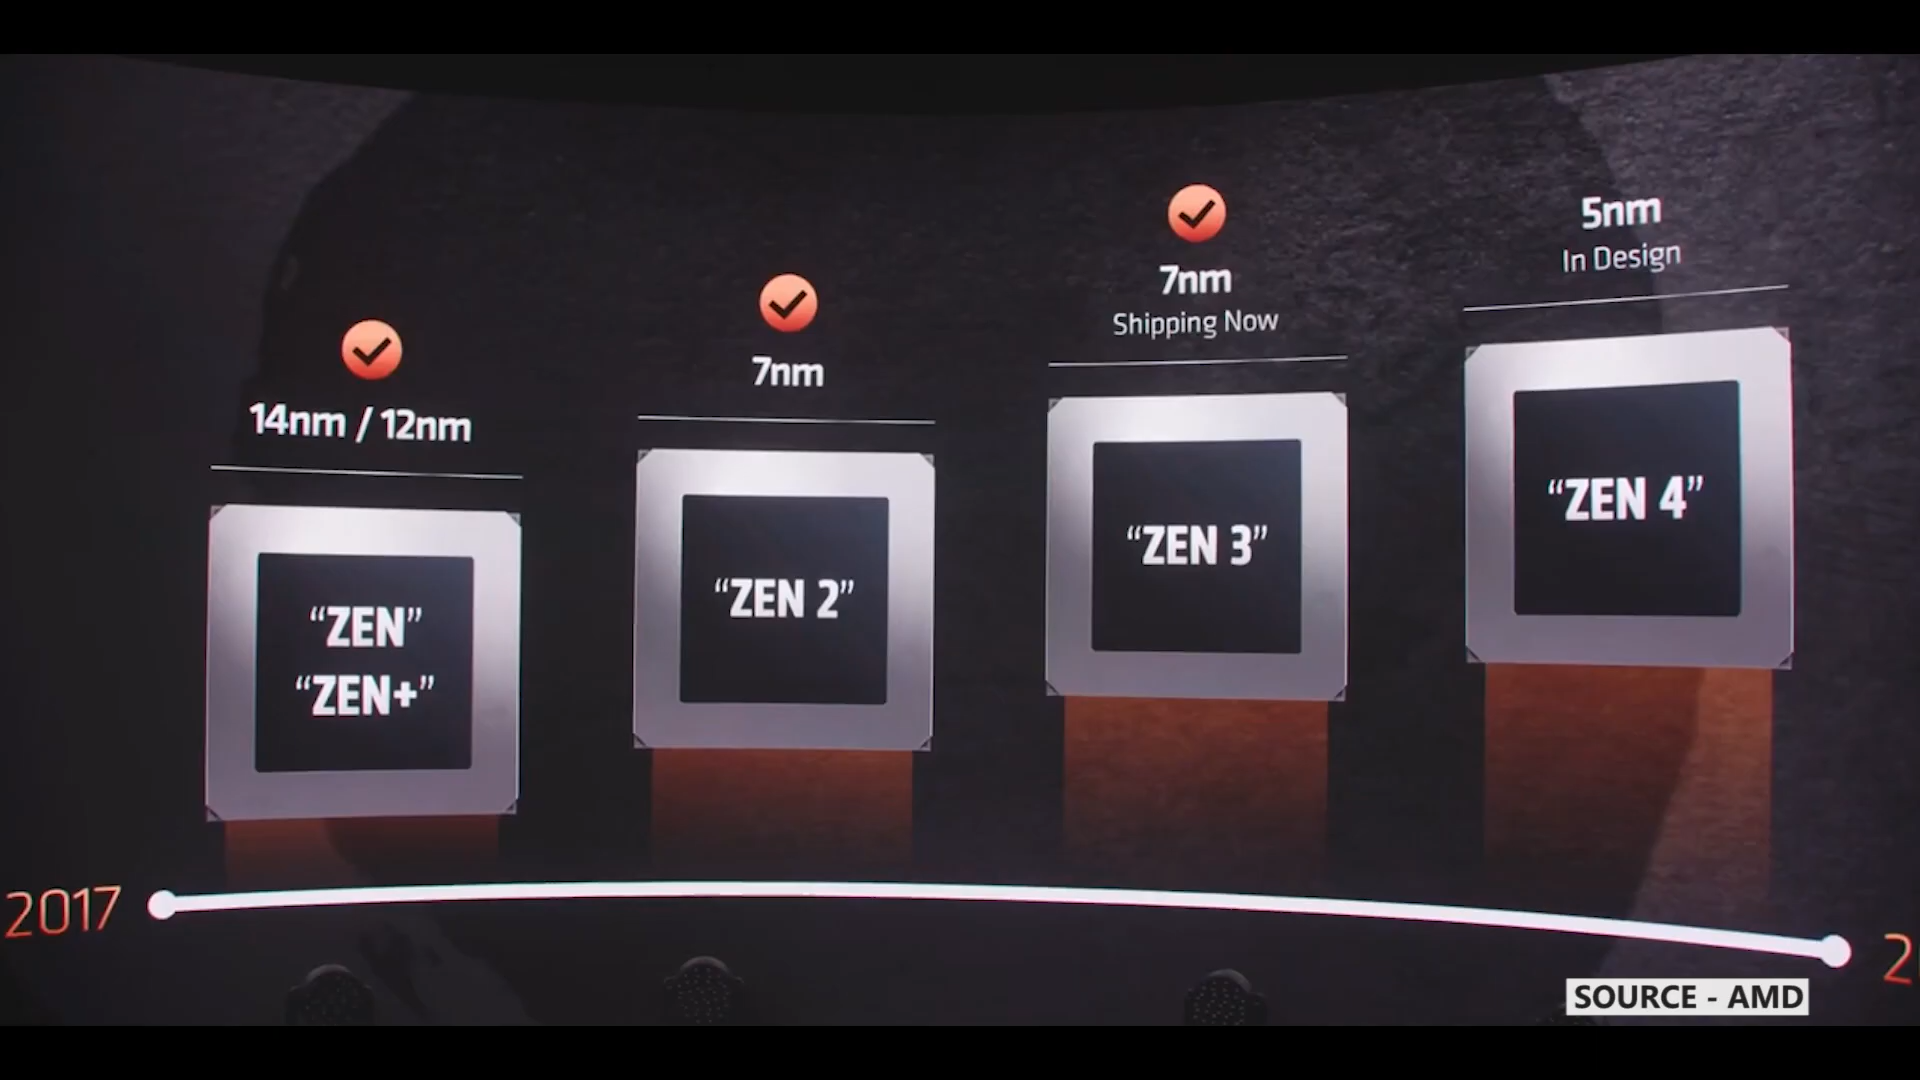 14nm / 12nm
"ZEN"
"ZEN+"
7nm
"ZEN 2"
7nm
Shipping Now
"ZEN 3"
5nm
In Design
"ZEN 4"
2017
2
SOURCE - AMD